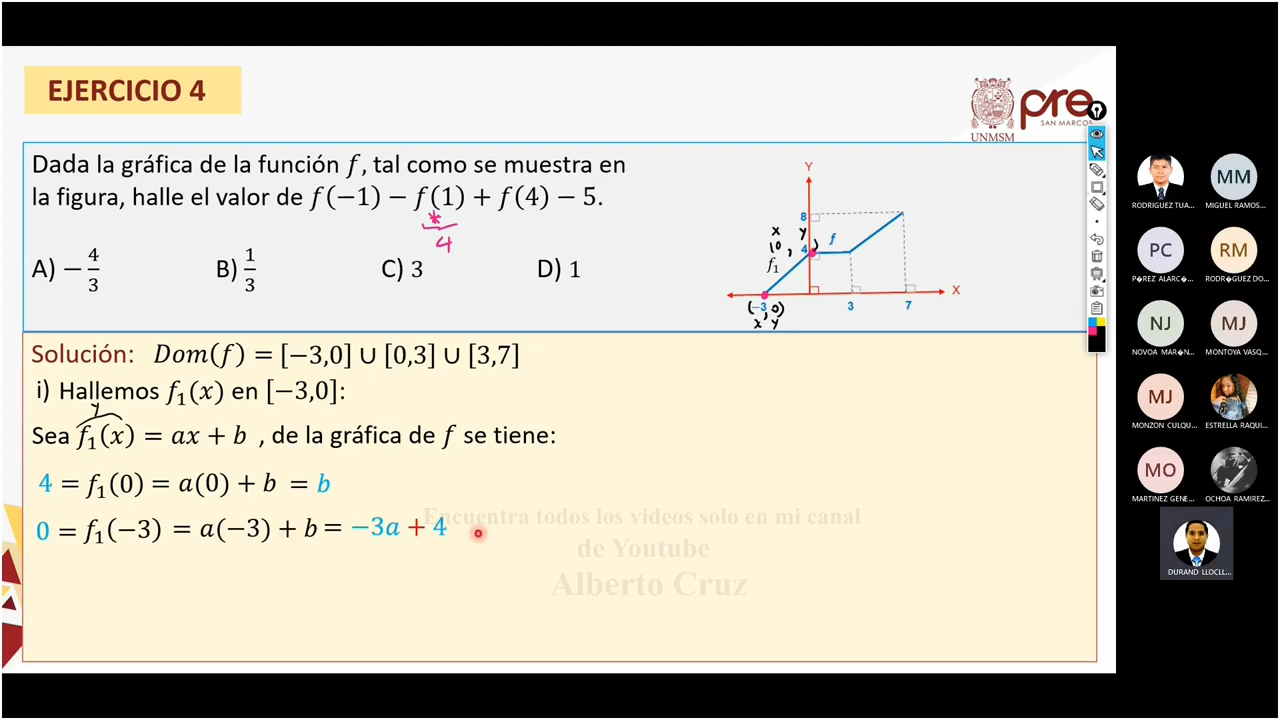 EJERCICIO 4
UNMSM
pre
SAN MARCOS
Dada la gráfica de la función f, tal como se muestra en
la figura, halle el valor de f(−1) − f(1) + f(4) − 5.
*
4
A) −4/3
B) 1/3
C) 3
D) 1
Y
8
x y
(0, 4)
f
f₁
X
−3
(−3, 0)
x y
3
7
Solución: Dom(f) = [−3,0] ∪ [0,3] ∪ [3,7]
i) Hallemos f₁(x) en [−3,0]:
y
Sea f₁(x) = ax + b , de la gráfica de f se tiene:
4 = f₁(0) = a(0) + b = b
0 = f₁(−3) = a(−3) + b = −3a + 4
Encuentra todos los videos solo en mi canal
de Youtube
Alberto Cruz
RODRIGUEZ TUA...
MM
MIGUEL RAMOS...
PC
P�REZ ALARC�...
RM
RODR�GUEZ DO...
NJ
NOVOA MAR�N...
MJ
MONTOYA VASQ...
MJ
MONZON CULQU...
ESTRELLA RAQUI...
MO
MARTINEZ GENE...
OCHOA RAMIREZ...
DURAND LLOCLL...